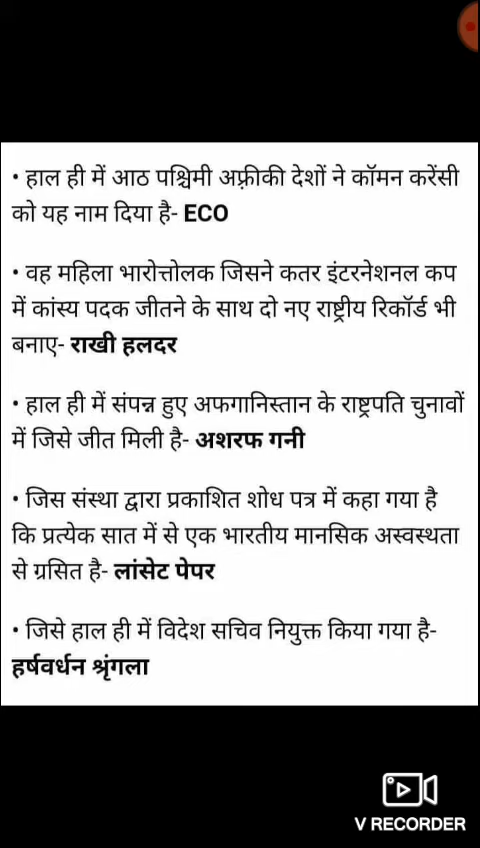 • हाल ही में आठ पश्चिमी अफ़्रीकी देशों ने कॉमन करेंसी
को यह नाम दिया है- ECO
• वह महिला भारोत्तोलक जिसने कतर इंटरनेशनल कप
में कांस्य पदक जीतने के साथ दो नए राष्ट्रीय रिकॉर्ड भी
बनाए- राखी हलदर
• हाल ही में संपन्न हुए अफगानिस्तान के राष्ट्रपति चुनावों
में जिसे जीत मिली है- अशरफ गनी
• जिस संस्था द्वारा प्रकाशित शोध पत्र में कहा गया है
कि प्रत्येक सात में से एक भारतीय मानसिक अस्वस्थता
से ग्रसित है- लांसेट पेपर
• जिसे हाल ही में विदेश सचिव नियुक्त किया गया है-
हर्षवर्धन श्रृंगला
V RECORDER